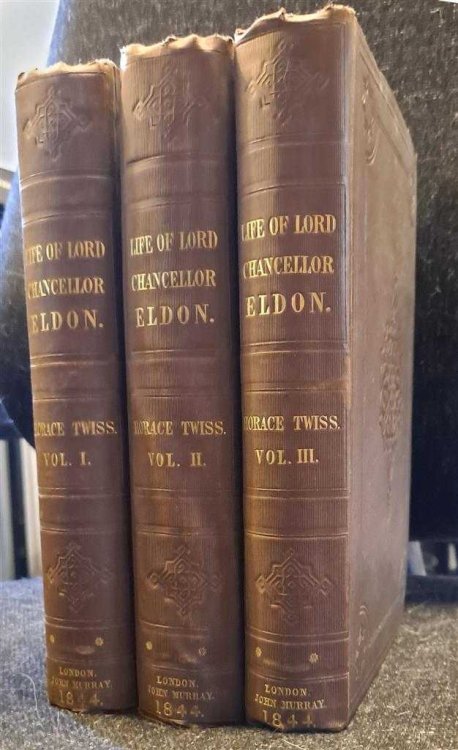 LIFE OF LORD
CHANCELLOR
ELDON.
HORACE TWISS.
VOL. I.
LONDON.
JOHN MURRAY.
1844.
LIFE OF LORD
CHANCELLOR
ELDON.
HORACE TWISS.
VOL. II.
LONDON.
JOHN MURRAY.
1844.
LIFE OF LORD
CHANCELLOR
ELDON.
HORACE TWISS.
VOL. III.
LONDON.
JOHN MURRAY.
1844.